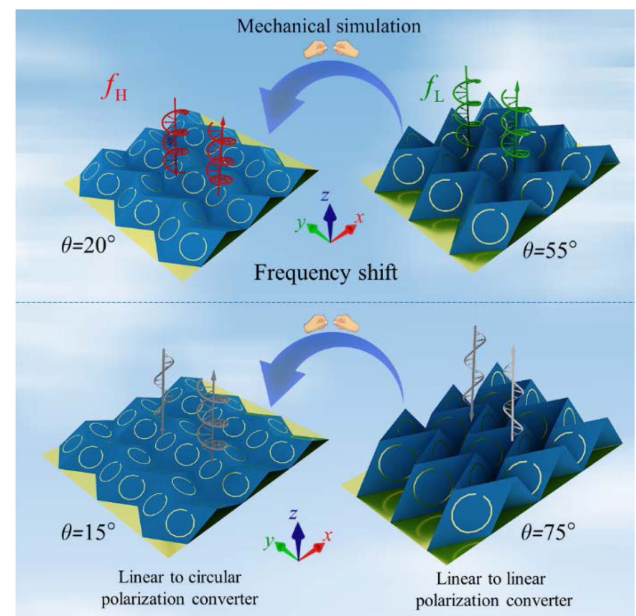 Mechanical simulation
fH
fL
z
y
x
θ=20°
θ=55°
Frequency shift
z
y
x
θ=15°
θ=75°
Linear to circular
polarization converter
Linear to linear
polarization converter